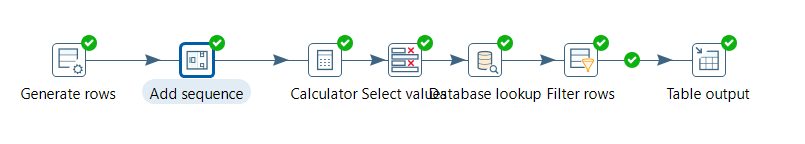 Generate rows
Add sequence
Calculator
Select values
Database lookup
Filter rows
Table output